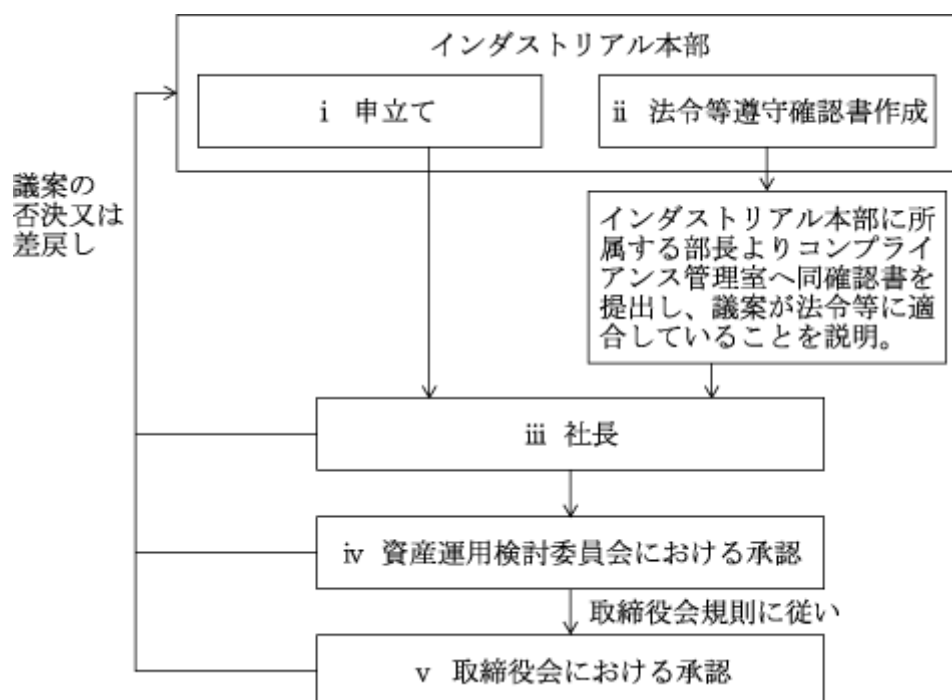 インダストリアル本部
ⅰ 申立て
ⅱ 法令等遵守確認書作成
議案の
否決又は
差戻し
インダストリアル本部に所
属する部長よりコンプライ
アンス管理室へ同確認書を
提出し、議案が法令等に適
合していることを説明。
ⅲ 社長
ⅳ 資産運用検討委員会における承認
取締役会規則に従い
ⅴ 取締役会における承認